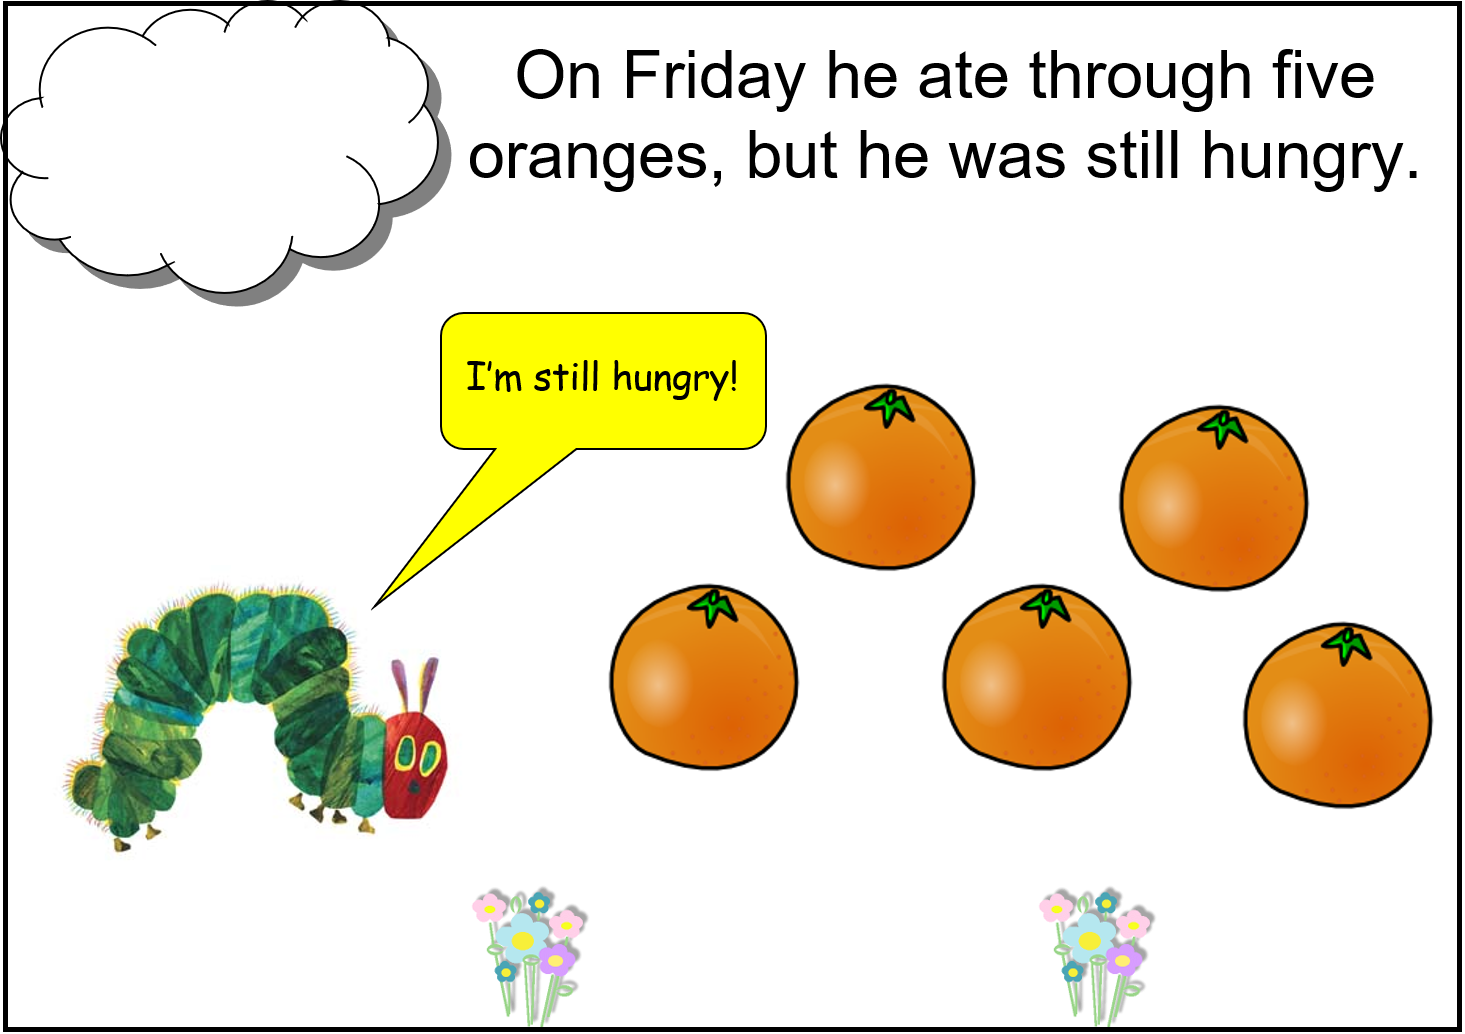 On Friday he ate through five
oranges, but he was still hungry.
I'm still hungry!